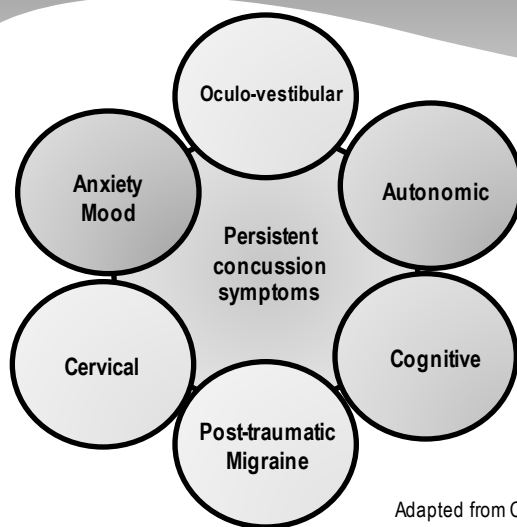 Oculo-vestibular
Anxiety
Mood
Autonomic
Persistent
concussion
symptoms
Cervical
Cognitive
Post-traumatic
Migraine
Adapted from